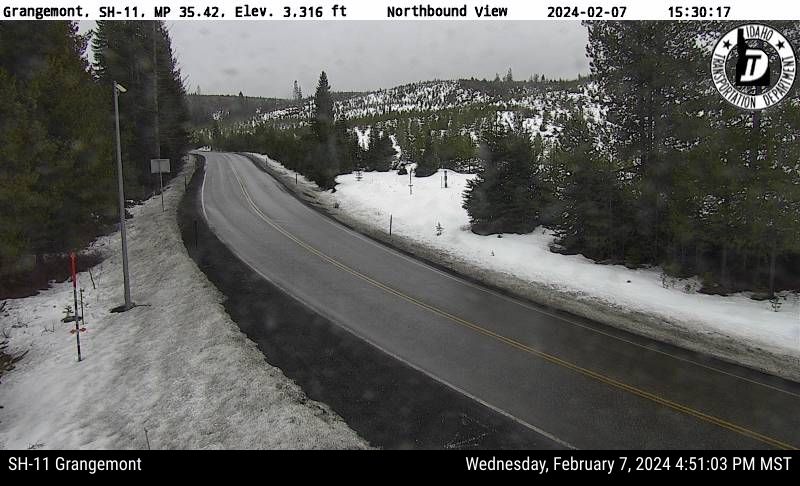 Grangemont, SH-11, MP 35.42, Elev. 3,316 ft Northbound View 2024-02-07 15:30:17
IDAHO
TRANSPORTATION DEPARTMENT
SH-11 Grangemont Wednesday, February 7, 2024 4:51:03 PM MST